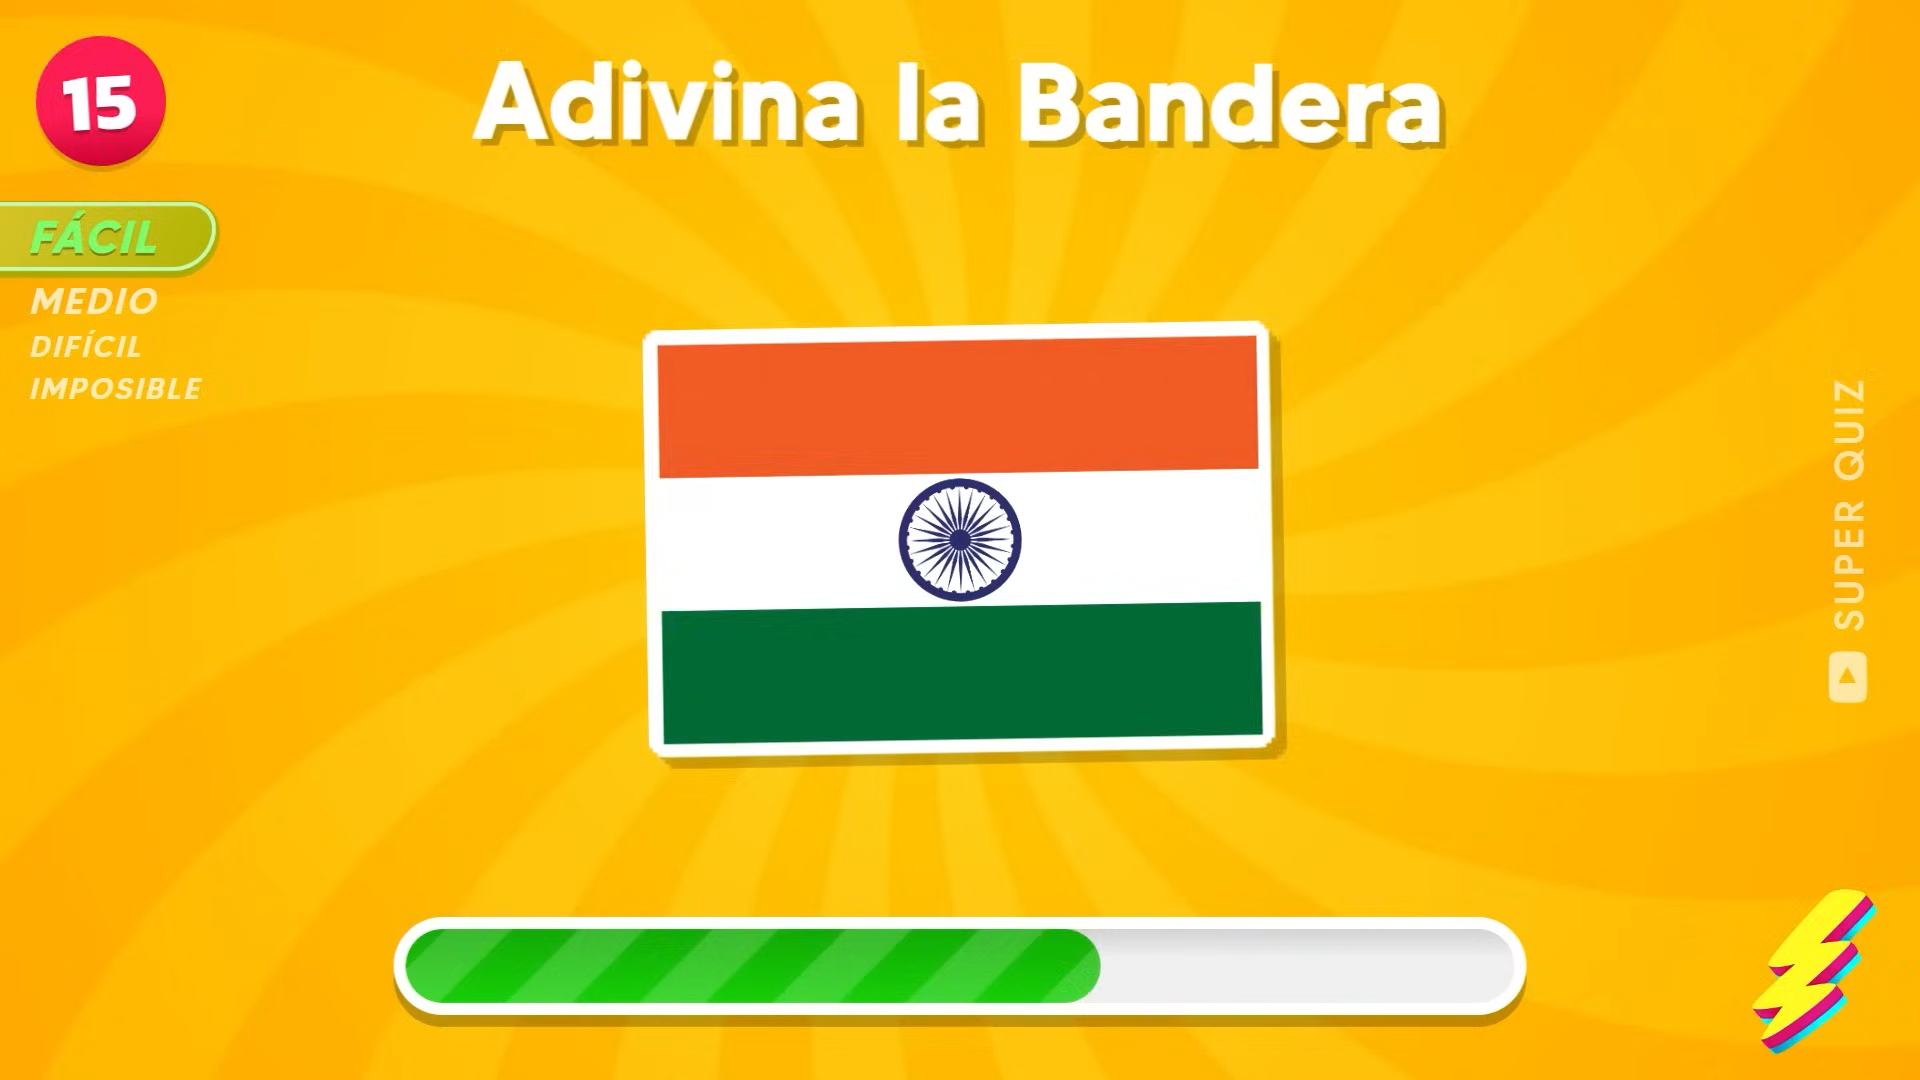 15
Adivina la Bandera
FÁCIL
MEDIO
DIFÍCIL
IMPOSIBLE
SUPER QUIZ